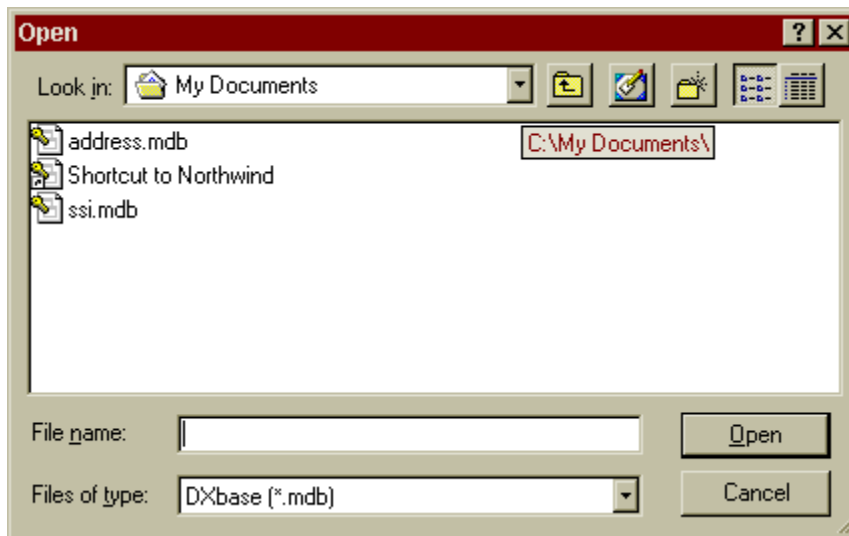 Open
Look in: My Documents
address.mdb
C:\My Documents\
Shortcut to Northwind
ssi.mdb
File name:
Open
Files of type: DXbase (*.mdb)
Cancel